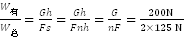 W有/W总 = Gh/Fs = Gh/Fnh = G/nF = 200N/2×125 N